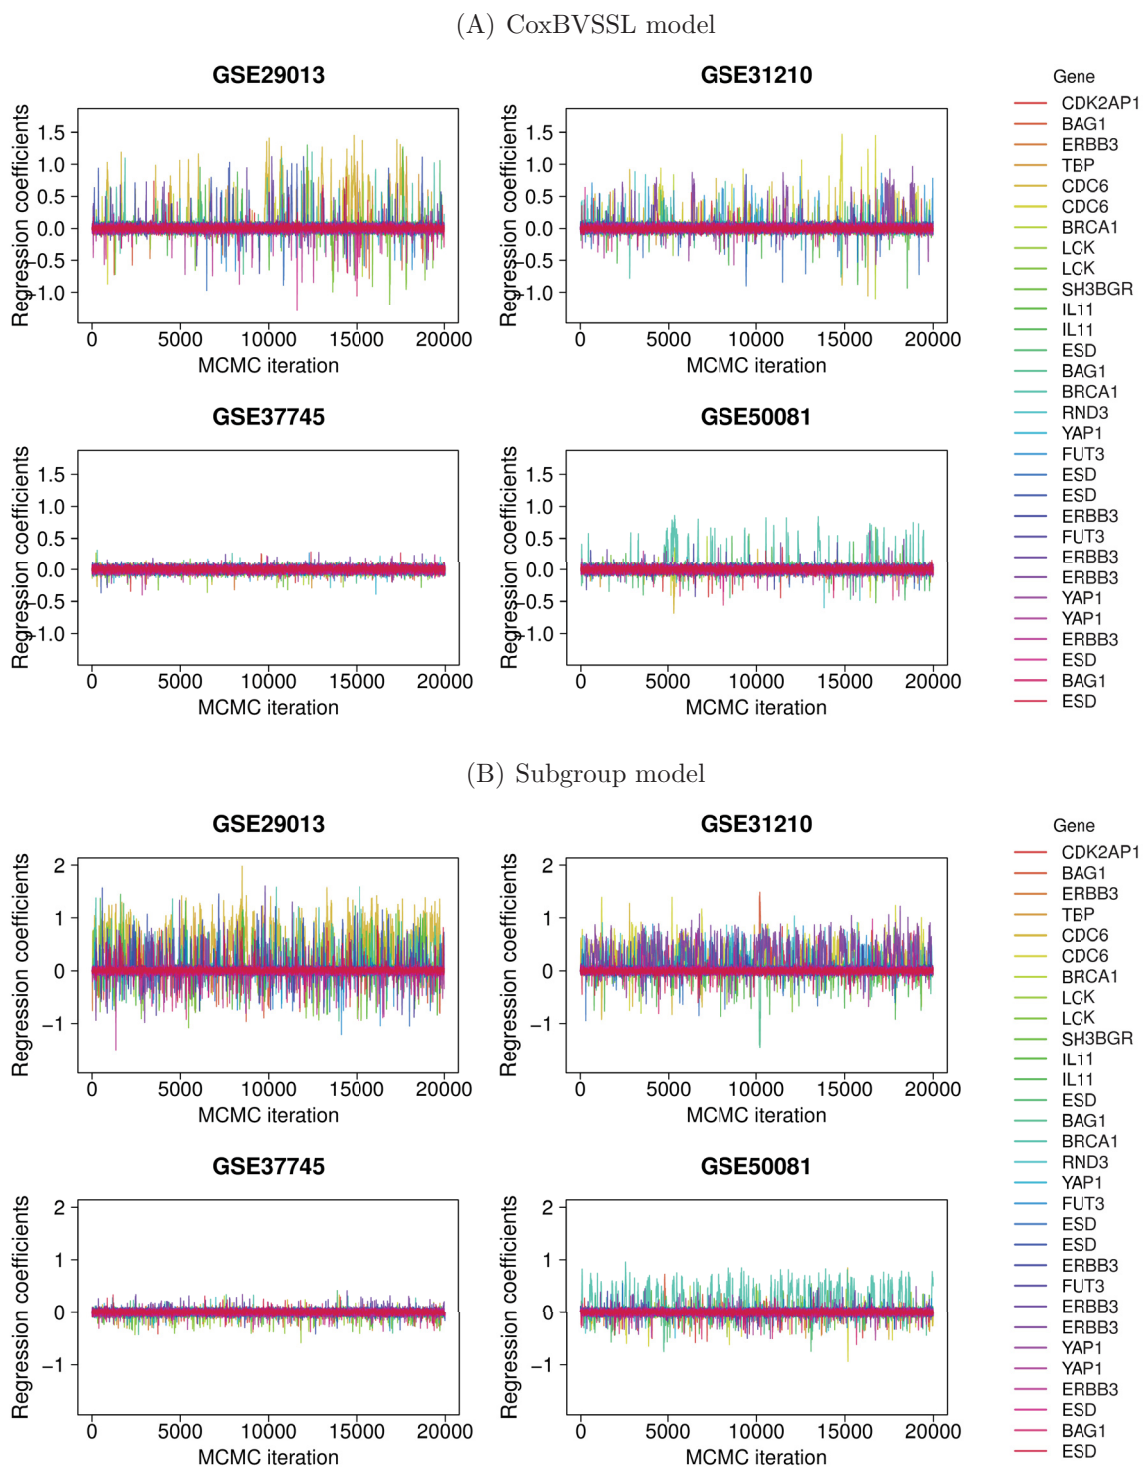 (A) CoxBVSSL model
GSE29013
GSE31210
Regression coefficients
1.5
1.0
0.5
0.0
−0.5
−1.0
0 5000 10000 15000 20000
MCMC iteration
Regression coefficients
1.5
1.0
0.5
0.0
−0.5
−1.0
0 5000 10000 15000 20000
MCMC iteration
GSE37745
GSE50081
Regression coefficients
1.5
1.0
0.5
0.0
−0.5
−1.0
0 5000 10000 15000 20000
MCMC iteration
Regression coefficients
1.5
1.0
0.5
0.0
−0.5
−1.0
0 5000 10000 15000 20000
MCMC iteration
Gene
CDK2AP1
BAG1
ERBB3
TBP
CDC6
CDC6
BRCA1
LCK
LCK
SH3BGR
IL11
IL11
ESD
BAG1
BRCA1
RND3
YAP1
FUT3
ESD
ESD
ERBB3
FUT3
ERBB3
ERBB3
YAP1
YAP1
ERBB3
ESD
BAG1
ESD
(B) Subgroup model
GSE29013
GSE31210
Regression coefficients
2
1
0
−1
0 5000 10000 15000 20000
MCMC iteration
Regression coefficients
2
1
0
−1
0 5000 10000 15000 20000
MCMC iteration
GSE37745
GSE50081
Regression coefficients
2
1
0
−1
0 5000 10000 15000 20000
MCMC iteration
Regression coefficients
2
1
0
−1
0 5000 10000 15000 20000
MCMC iteration
Gene
CDK2AP1
BAG1
ERBB3
TBP
CDC6
CDC6
BRCA1
LCK
LCK
SH3BGR
IL11
IL11
ESD
BAG1
BRCA1
RND3
YAP1
FUT3
ESD
ESD
ERBB3
FUT3
ERBB3
ERBB3
YAP1
YAP1
ERBB3
ESD
BAG1
ESD